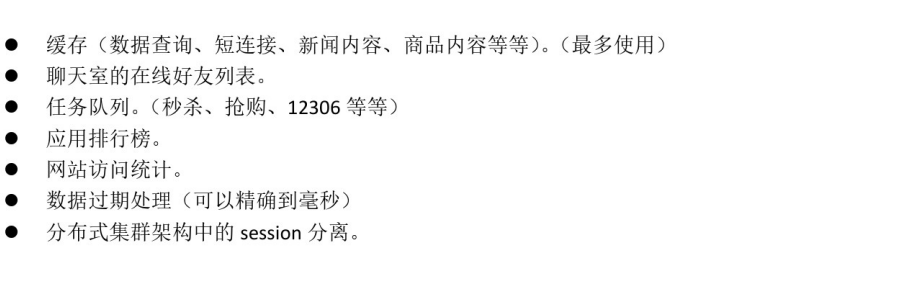 ● 缓存（数据查询、短连接、新闻内容、商品内容等等）。（最多使用）
● 聊天室的在线好友列表。
● 任务队列。（秒杀、抢购、12306 等等）
● 应用排行榜。
● 网站访问统计。
● 数据过期处理（可以精确到毫秒）
● 分布式集群架构中的 session 分离。